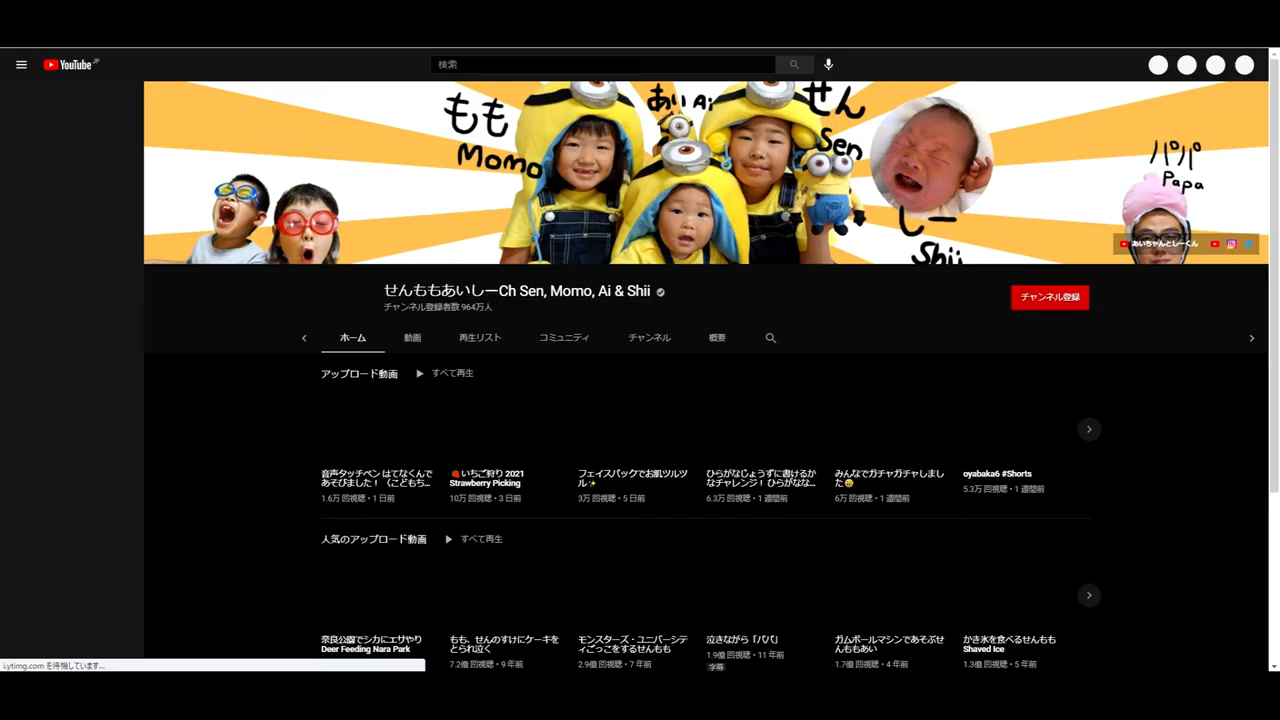 YouTube JP
検索
もも
Momo
あい Ai
せん
Sen
しー
Shii
パパ
Papa
あいちゃんとしーくん
せんももあいしーCh Sen, Momo, Ai & Shii
チャンネル登録者数 964万人
チャンネル登録
ホーム
動画
再生リスト
コミュニティ
チャンネル
概要
アップロード動画
すべて再生
音声タッチペン はてなくんで
あそびました！ 〈こどもち...
1.6万 回視聴・1 日前
🍓いちご狩り 2021
Strawberry Picking
10万 回視聴・3 日前
フェイスパックでお肌ツルツ
ル✨
3万 回視聴・5 日前
ひらがなじょうずに書けるか
なチャレンジ！ ひらがなな...
6.3万 回視聴・1 週間前
みんなでガチャガチャしまし
た😄
6万 回視聴・1 週間前
oyabaka6 #Shorts
5.3万 回視聴・1 週間前
人気のアップロード動画
すべて再生
奈良公園でシカにエサやり
Deer Feeding Nara Park
もも、せんのすけにケーキを
とられ泣く
7.2億 回視聴・9 年前
モンスターズ・ユニバーシテ
ィごっこをするせんもも
2.9億 回視聴・7 年前
泣きながら「パパ」
1.9億 回視聴・11 年前
字幕
ガムボールマシンであそぶせ
んももあい
1.7億 回視聴・4 年前
かき氷を食べるせんもも
Shaved Ice
1.3億 回視聴・5 年前
i.ytimg.com を待機しています...